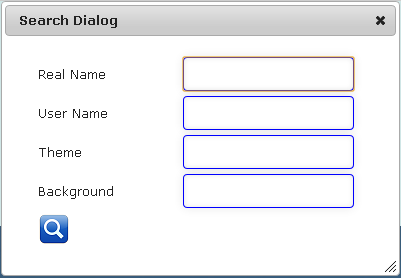 Search Dialog
Real Name
User Name
Theme
Background